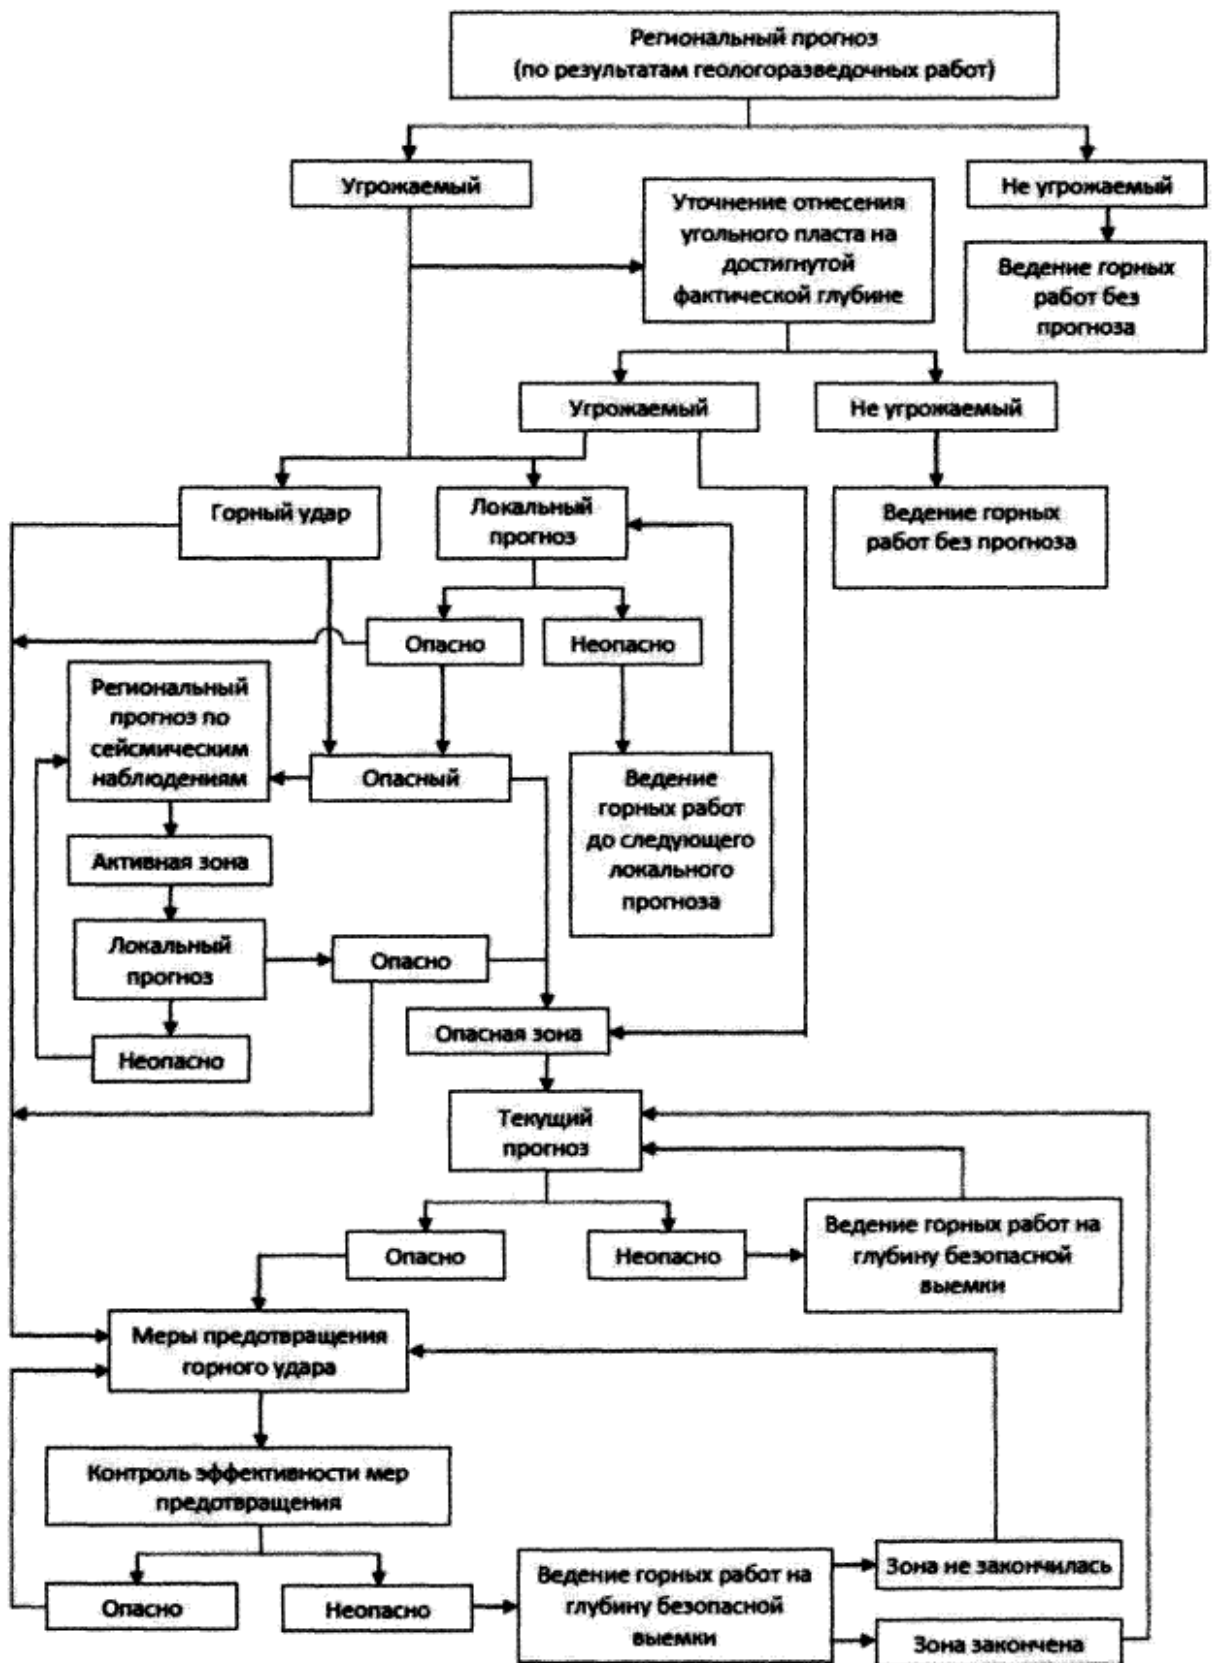 Региональный прогноз
(по результатам геологоразведочных работ)
Угрожаемый
Не угрожаемый
Уточнение отнесения
угольного пласта на
достигнутой
фактической глубине
Ведение горных
работ без
прогноза
Угрожаемый
Не угрожаемый
Горный удар
Локальный
прогноз
Ведение горных
работ без прогноза
Опасно
Неопасно
Региональный
прогноз по
сейсмическим
наблюдениям
Опасный
Ведение
горных работ
до следующего
локального
прогноза
Активная зона
Локальный
прогноз
Опасно
Опасная зона
Неопасно
Текущий
прогноз
Опасно
Неопасно
Ведение горных работ на
глубину безопасной
выемки
Меры предотвращения
горного удара
Контроль эффективности мер
предотвращения
Опасно
Неопасно
Ведение горных работ на
глубину безопасной
выемки
Зона не закончилась
Зона закончена